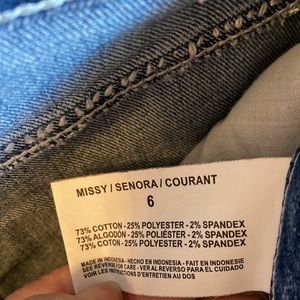 MISSY / SENORA / COURANT
6
73% COTTON - 25% POLYESTER - 2% SPANDEX
73% ALGODON - 25% POLIÉSTER - 2% SPANDEX
73% COTON - 25% POLYESTER - 2% SPANDEX
MADE IN INDONESIA - HECHO EN INDONESIA - FAIT EN INDONESIE
SEE REVERSE FOR CARE - VER AL REVERSO PARA EL CUIDADO
VOIR LES INSTRUCTIONS D'ENTRETIEN AU DOS